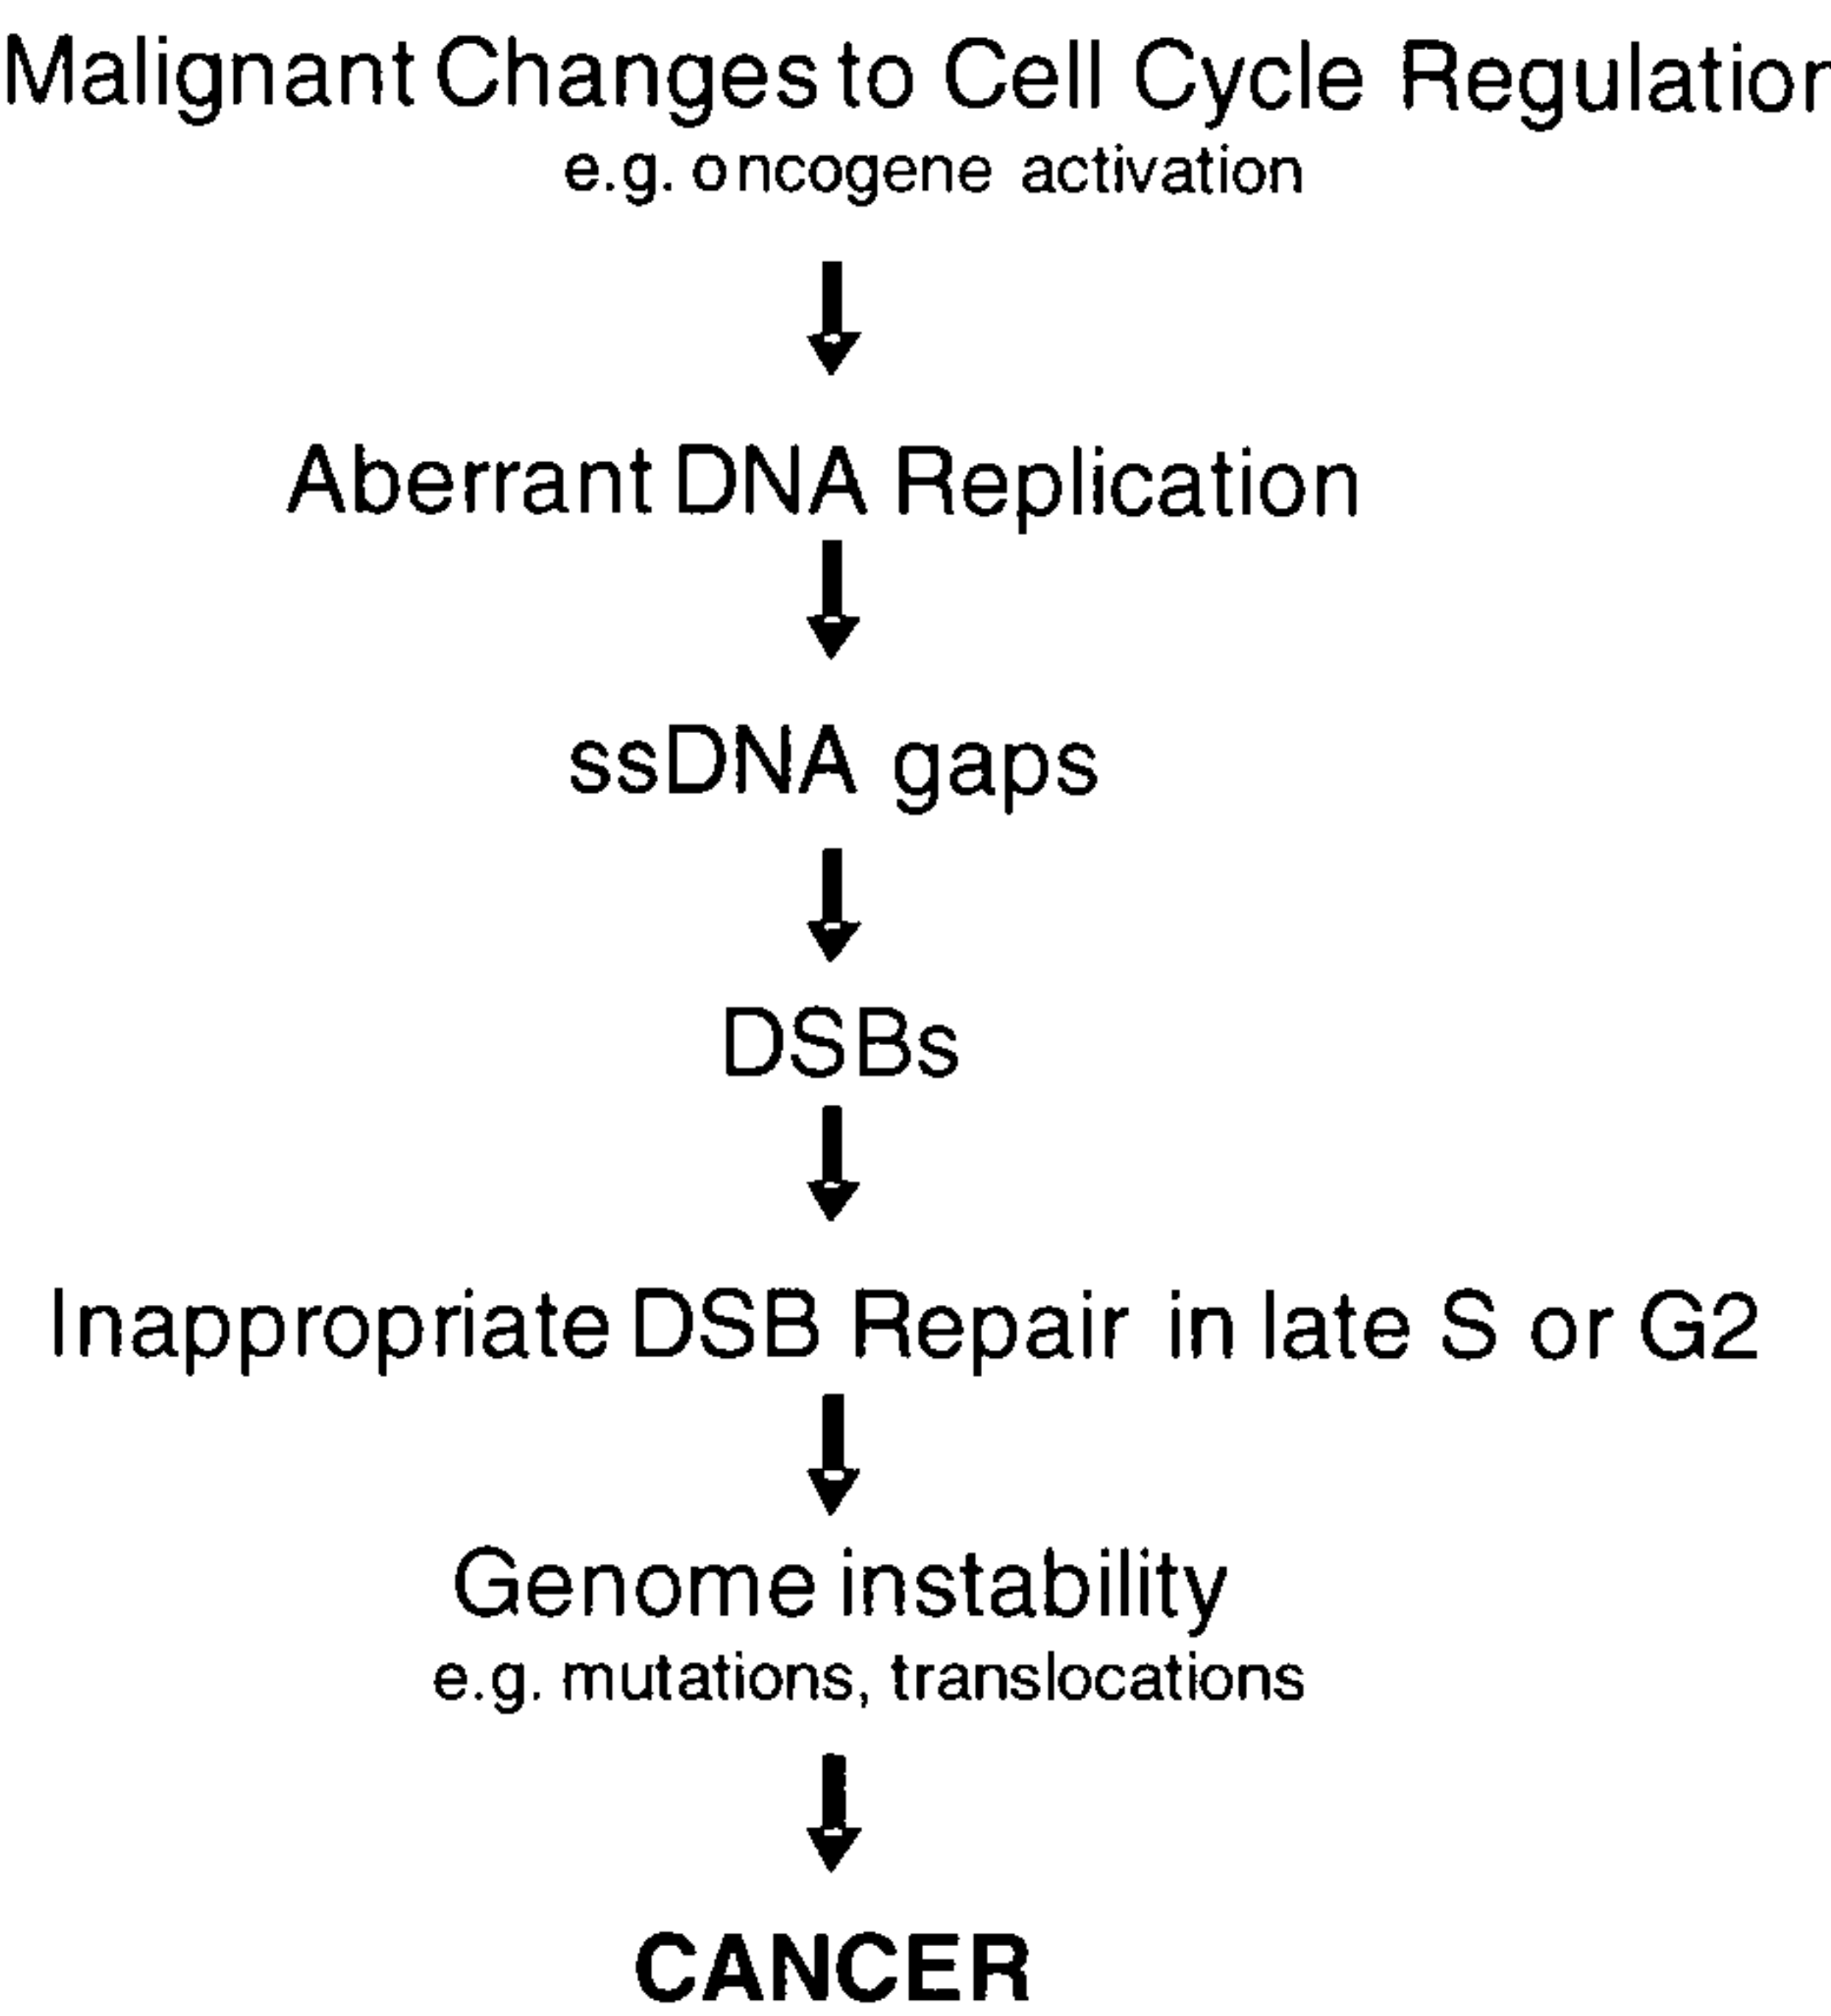 Malignant Changes to Cell Cycle Regulation
e.g. oncogene activation
Aberrant DNA Replication
ssDNA gaps
DSBs
Inappropriate DSB Repair in late S or G2
Genome instability
e.g. mutations, translocations
CANCER